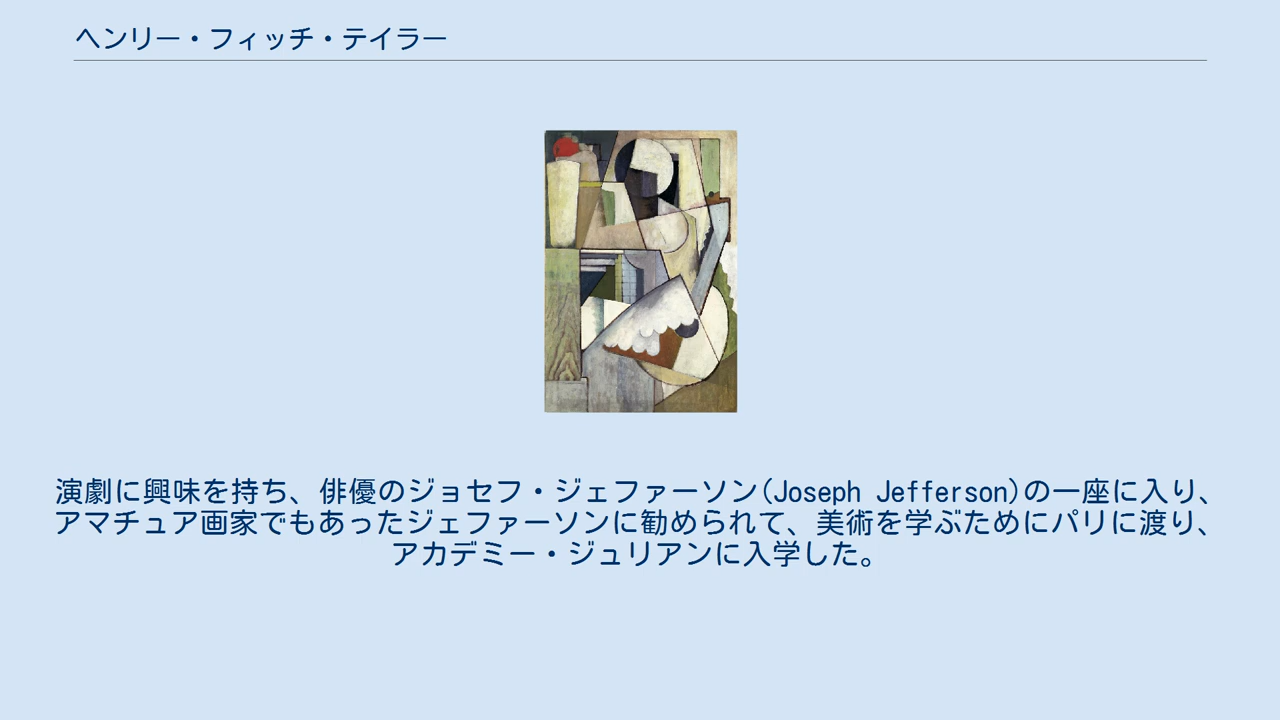 ヘンリー・フィッチ・テイラー
演劇に興味を持ち、俳優のジョセフ・ジェファーソン(Joseph Jefferson)の一座に入り、
アマチュア画家でもあったジェファーソンに勧められて、美術を学ぶためにパリに渡り、
アカデミー・ジュリアンに入学した。